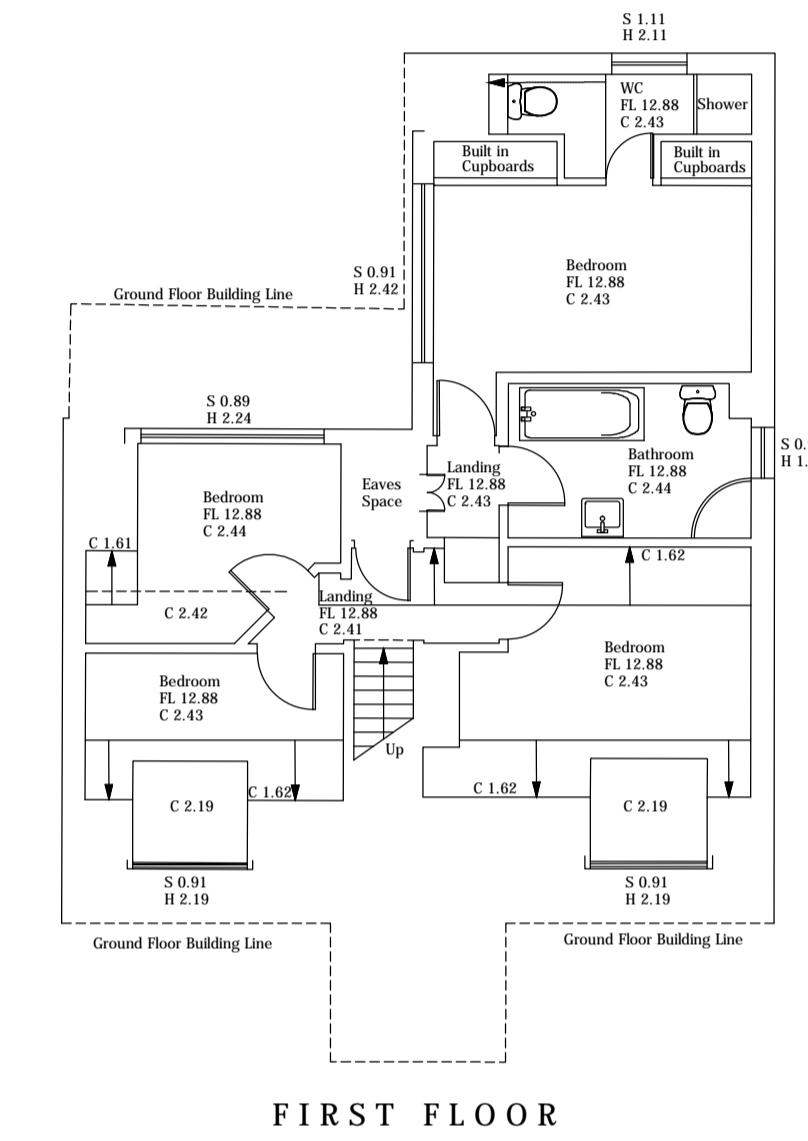 S 1.11
H 2.11
WC
FL 12.88
C 2.43
Shower
Built in
Cupboards
Built in
Cupboards
S 0.91
H 2.42
Bedroom
FL 12.88
C 2.43
Ground Floor Building Line
S 0.89
H 2.24
Bathroom
FL 12.88
C 2.44
S 0.
H 1.
Landing
FL 12.88
C 2.43
Eaves
Space
Bedroom
FL 12.88
C 2.44
C 1.61
C 1.62
C 2.42
Landing
FL 12.88
C 2.41
Bedroom
FL 12.88
C 2.43
Bedroom
FL 12.88
C 2.43
Up
C 1.62
C 1.62
C 2.19
C 2.19
S 0.91
H 2.19
S 0.91
H 2.19
Ground Floor Building Line
Ground Floor Building Line
FIRST FLOOR